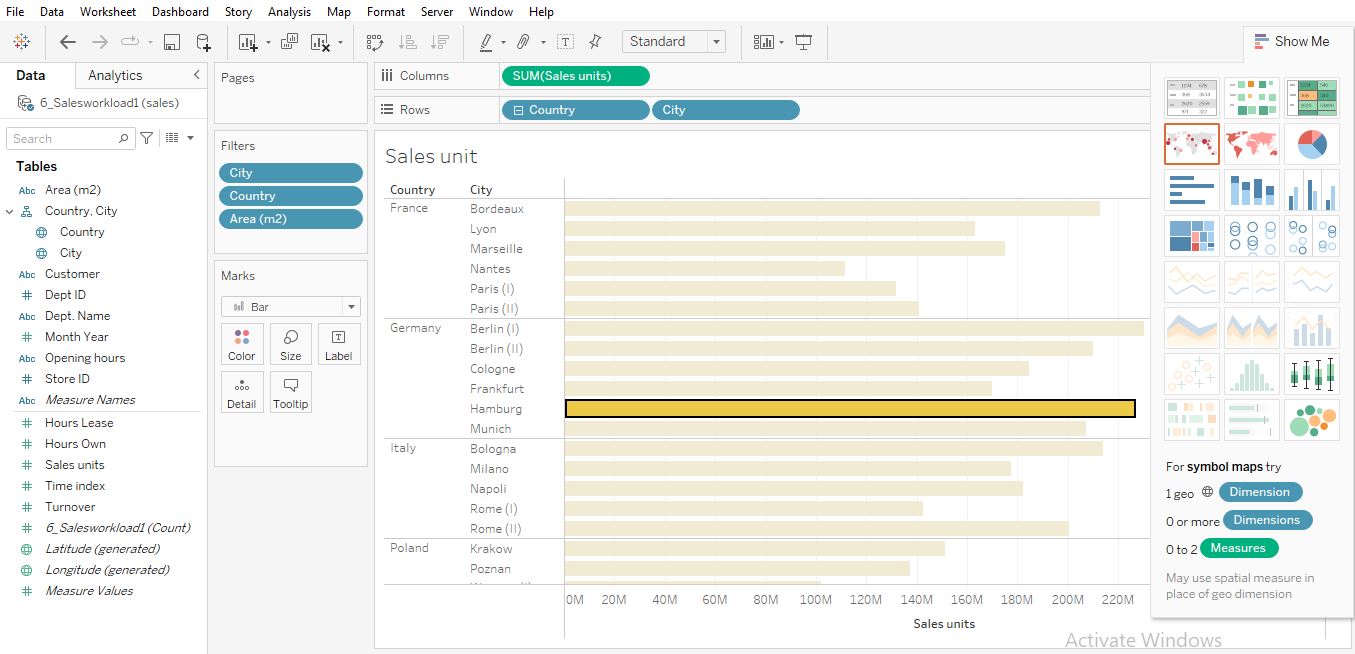 File Data Worksheet Dashboard Story Analysis Map Format Server Window Help
Standard
Show Me
Data Analytics
6_Salesworkload1 (sales)
Search
Tables
Abc Area (m2)
Country, City
Country
City
Abc Customer
# Dept ID
Abc Dept. Name
# Month Year
Abc Opening hours
# Store ID
Abc Measure Names
# Hours Lease
# Hours Own
# Sales units
# Time index
# Turnover
# 6_Salesworkload1 (Count)
Latitude (generated)
Longitude (generated)
# Measure Values
Pages
Filters
City
Country
Area (m2)
Marks
Bar
Color Size Label
Detail Tooltip
Columns SUM(Sales units)
Rows Country City
Sales unit
Country City
France Bordeaux
Lyon
Marseille
Nantes
Paris (I)
Paris (II)
Germany Berlin (I)
Berlin (II)
Cologne
Frankfurt
Hamburg
Munich
Italy Bologna
Milano
Napoli
Rome (I)
Rome (II)
Poland Krakow
Poznan
0M 20M 40M 60M 80M 100M 120M 140M 160M 180M 200M 220M
Sales units
For symbol maps try
1 geo Dimension
0 or more Dimensions
0 to 2 Measures
May use spatial measure in
place of geo dimension
Activate Windows